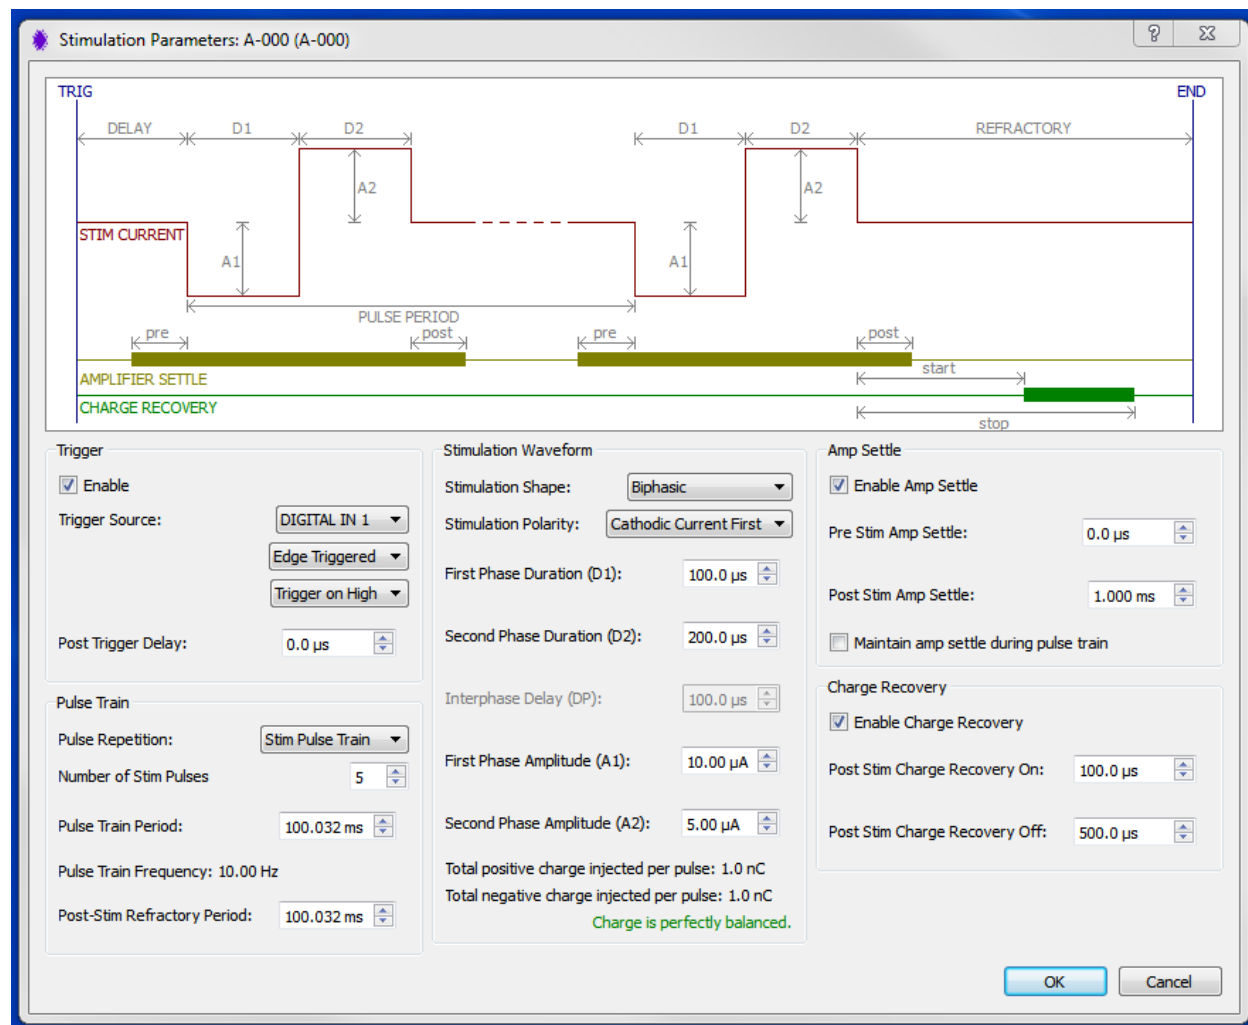 Stimulation Parameters: A-000 (A-000)
TRIG
END
DELAY D1 D2 D1 D2 REFRACTORY
A2 A2
STIM CURRENT
A1 A1
PULSE PERIOD
pre post pre post
start
AMPLIFIER SETTLE
CHARGE RECOVERY
stop
Trigger
Enable
Trigger Source: DIGITAL IN 1
Edge Triggered
Trigger on High
Post Trigger Delay: 0.0 µs
Pulse Train
Pulse Repetition: Stim Pulse Train
Number of Stim Pulses 5
Pulse Train Period: 100.032 ms
Pulse Train Frequency: 10.00 Hz
Post-Stim Refractory Period: 100.032 ms
Stimulation Waveform
Stimulation Shape: Biphasic
Stimulation Polarity: Cathodic Current First
First Phase Duration (D1): 100.0 µs
Second Phase Duration (D2): 200.0 µs
Interphase Delay (DP): 100.0 µs
First Phase Amplitude (A1): 10.00 µA
Second Phase Amplitude (A2): 5.00 µA
Total positive charge injected per pulse: 1.0 nC
Total negative charge injected per pulse: 1.0 nC
Charge is perfectly balanced.
Amp Settle
Enable Amp Settle
Pre Stim Amp Settle: 0.0 µs
Post Stim Amp Settle: 1.000 ms
Maintain amp settle during pulse train
Charge Recovery
Enable Charge Recovery
Post Stim Charge Recovery On: 100.0 µs
Post Stim Charge Recovery Off: 500.0 µs
OK Cancel